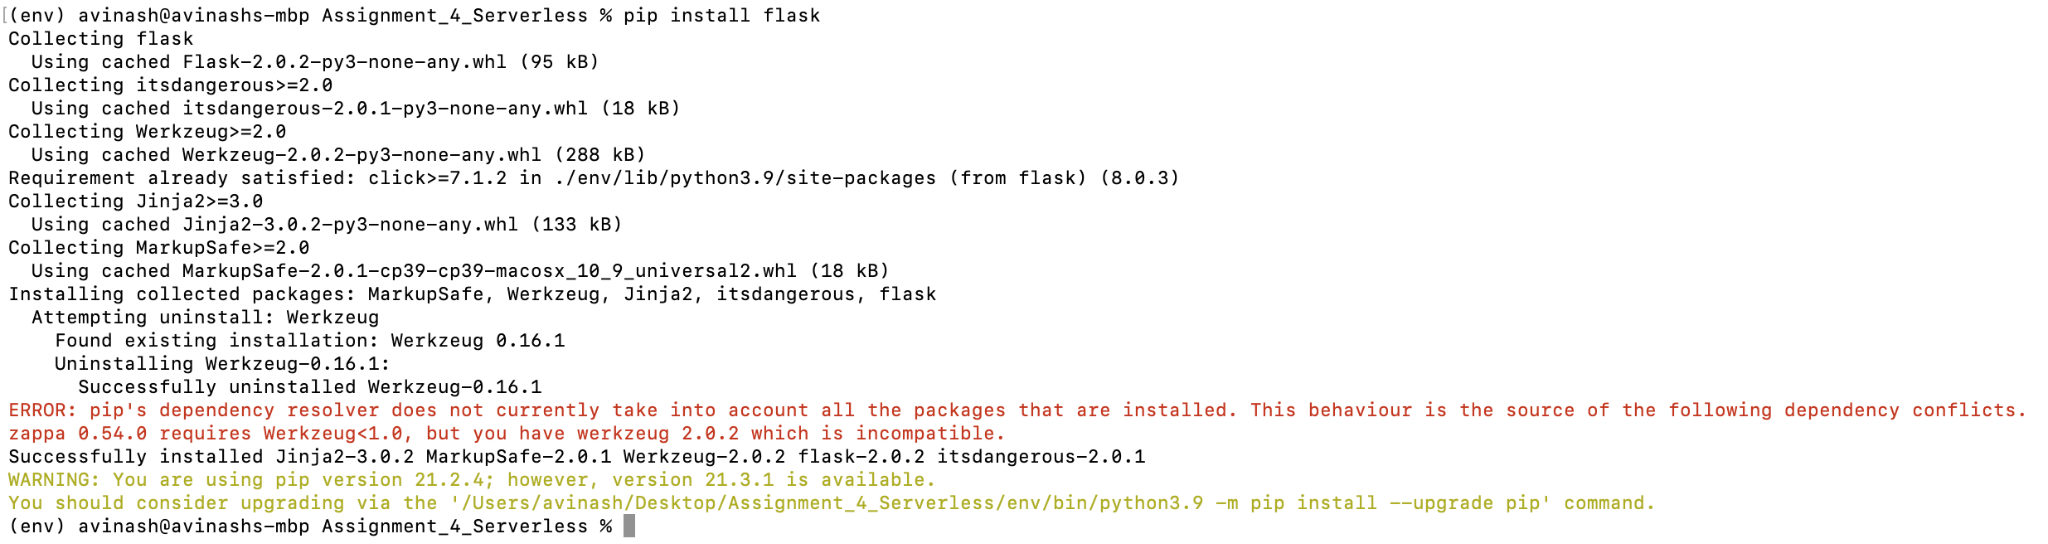 (env) avinash@avinashs-mbp Assignment_4_Serverless % pip install flask
Collecting flask
  Using cached Flask-2.0.2-py3-none-any.whl (95 kB)
Collecting itsdangerous>=2.0
  Using cached itsdangerous-2.0.1-py3-none-any.whl (18 kB)
Collecting Werkzeug>=2.0
  Using cached Werkzeug-2.0.2-py3-none-any.whl (288 kB)
Requirement already satisfied: click>=7.1.2 in ./env/lib/python3.9/site-packages (from flask) (8.0.3)
Collecting Jinja2>=3.0
  Using cached Jinja2-3.0.2-py3-none-any.whl (133 kB)
Collecting MarkupSafe>=2.0
  Using cached MarkupSafe-2.0.1-cp39-cp39-macosx_10_9_universal2.whl (18 kB)
Installing collected packages: MarkupSafe, Werkzeug, Jinja2, itsdangerous, flask
  Attempting uninstall: Werkzeug
    Found existing installation: Werkzeug 0.16.1
    Uninstalling Werkzeug-0.16.1:
      Successfully uninstalled Werkzeug-0.16.1
ERROR: pip's dependency resolver does not currently take into account all the packages that are installed. This behaviour is the source of the following dependency conflicts.
zappa 0.54.0 requires Werkzeug<1.0, but you have werkzeug 2.0.2 which is incompatible.
Successfully installed Jinja2-3.0.2 MarkupSafe-2.0.1 Werkzeug-2.0.2 flask-2.0.2 itsdangerous-2.0.1
WARNING: You are using pip version 21.2.4; however, version 21.3.1 is available.
You should consider upgrading via the '/Users/avinash/Desktop/Assignment_4_Serverless/env/bin/python3.9 -m pip install --upgrade pip' command.
(env) avinash@avinashs-mbp Assignment_4_Serverless %